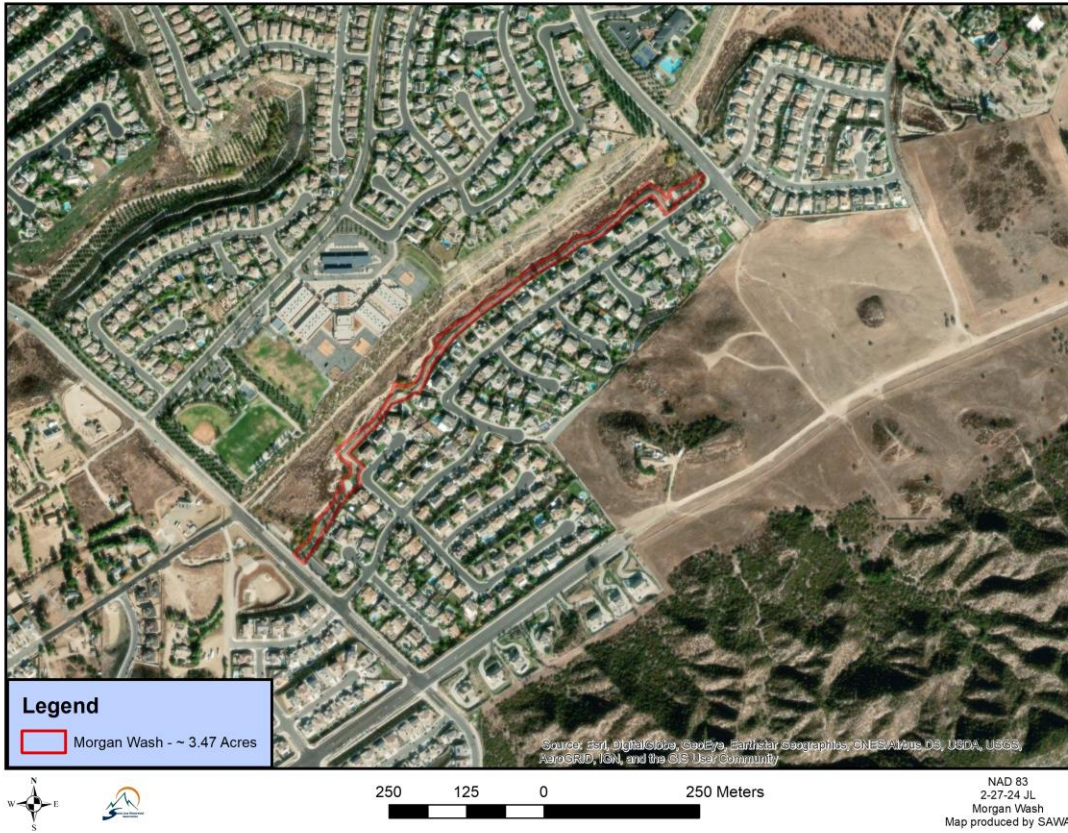 Legend
Morgan Wash - ~ 3.47 Acres
Source: Esri, DigitalGlobe, GeoEye, Earthstar Geographics, CNES/Airbus DS, USDA, USGS,
AeroGRID, IGN, and the GIS User Community
N
W E
S
250 125 0 250 Meters
NAD 83
2-27-24 JL
Morgan Wash
Map produced by SAWA